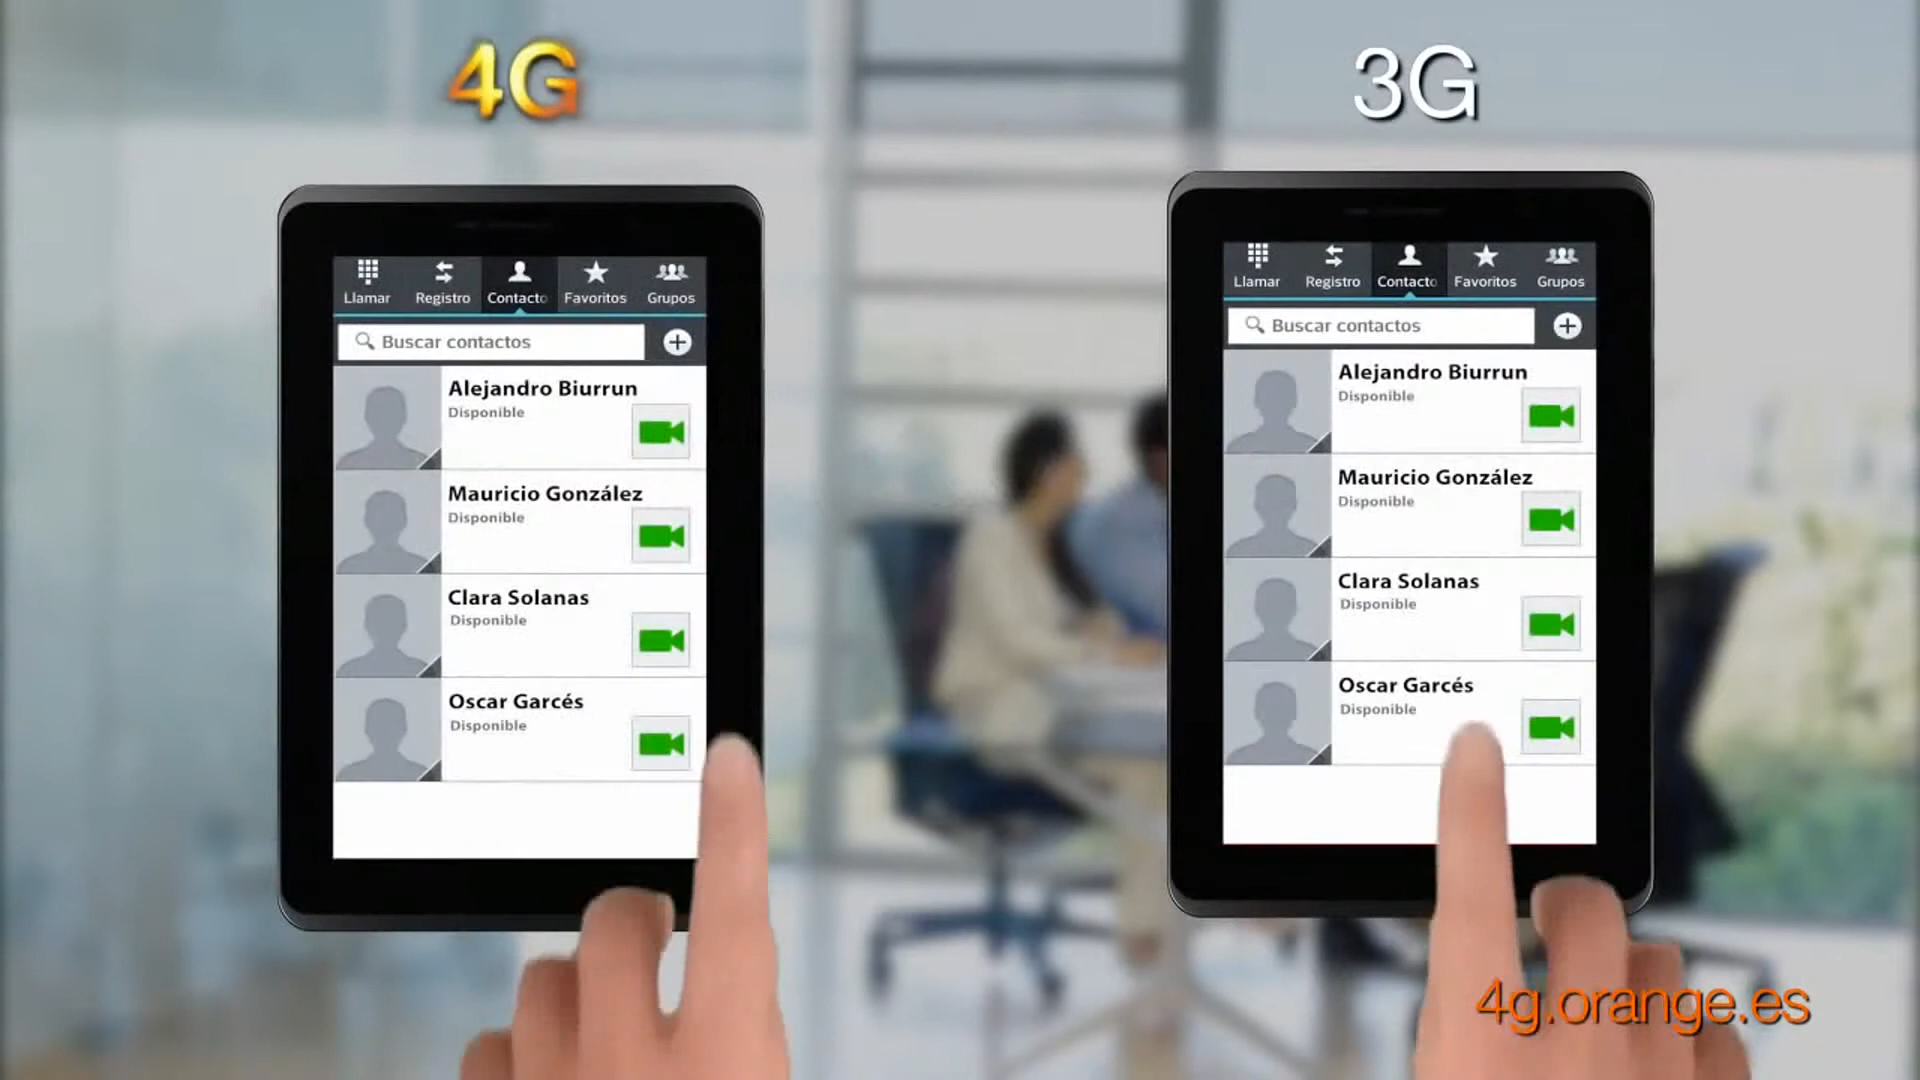 4G
Llamar Registro Contacto Favoritos Grupos
Buscar contactos
Alejandro Biurrun
Disponible
Mauricio González
Disponible
Clara Solanas
Disponible
Oscar Garcés
Disponible
3G
Llamar Registro Contacto Favoritos Grupos
Buscar contactos
Alejandro Biurrun
Disponible
Mauricio González
Disponible
Clara Solanas
Disponible
Oscar Garcés
Disponible
4g.orange.es